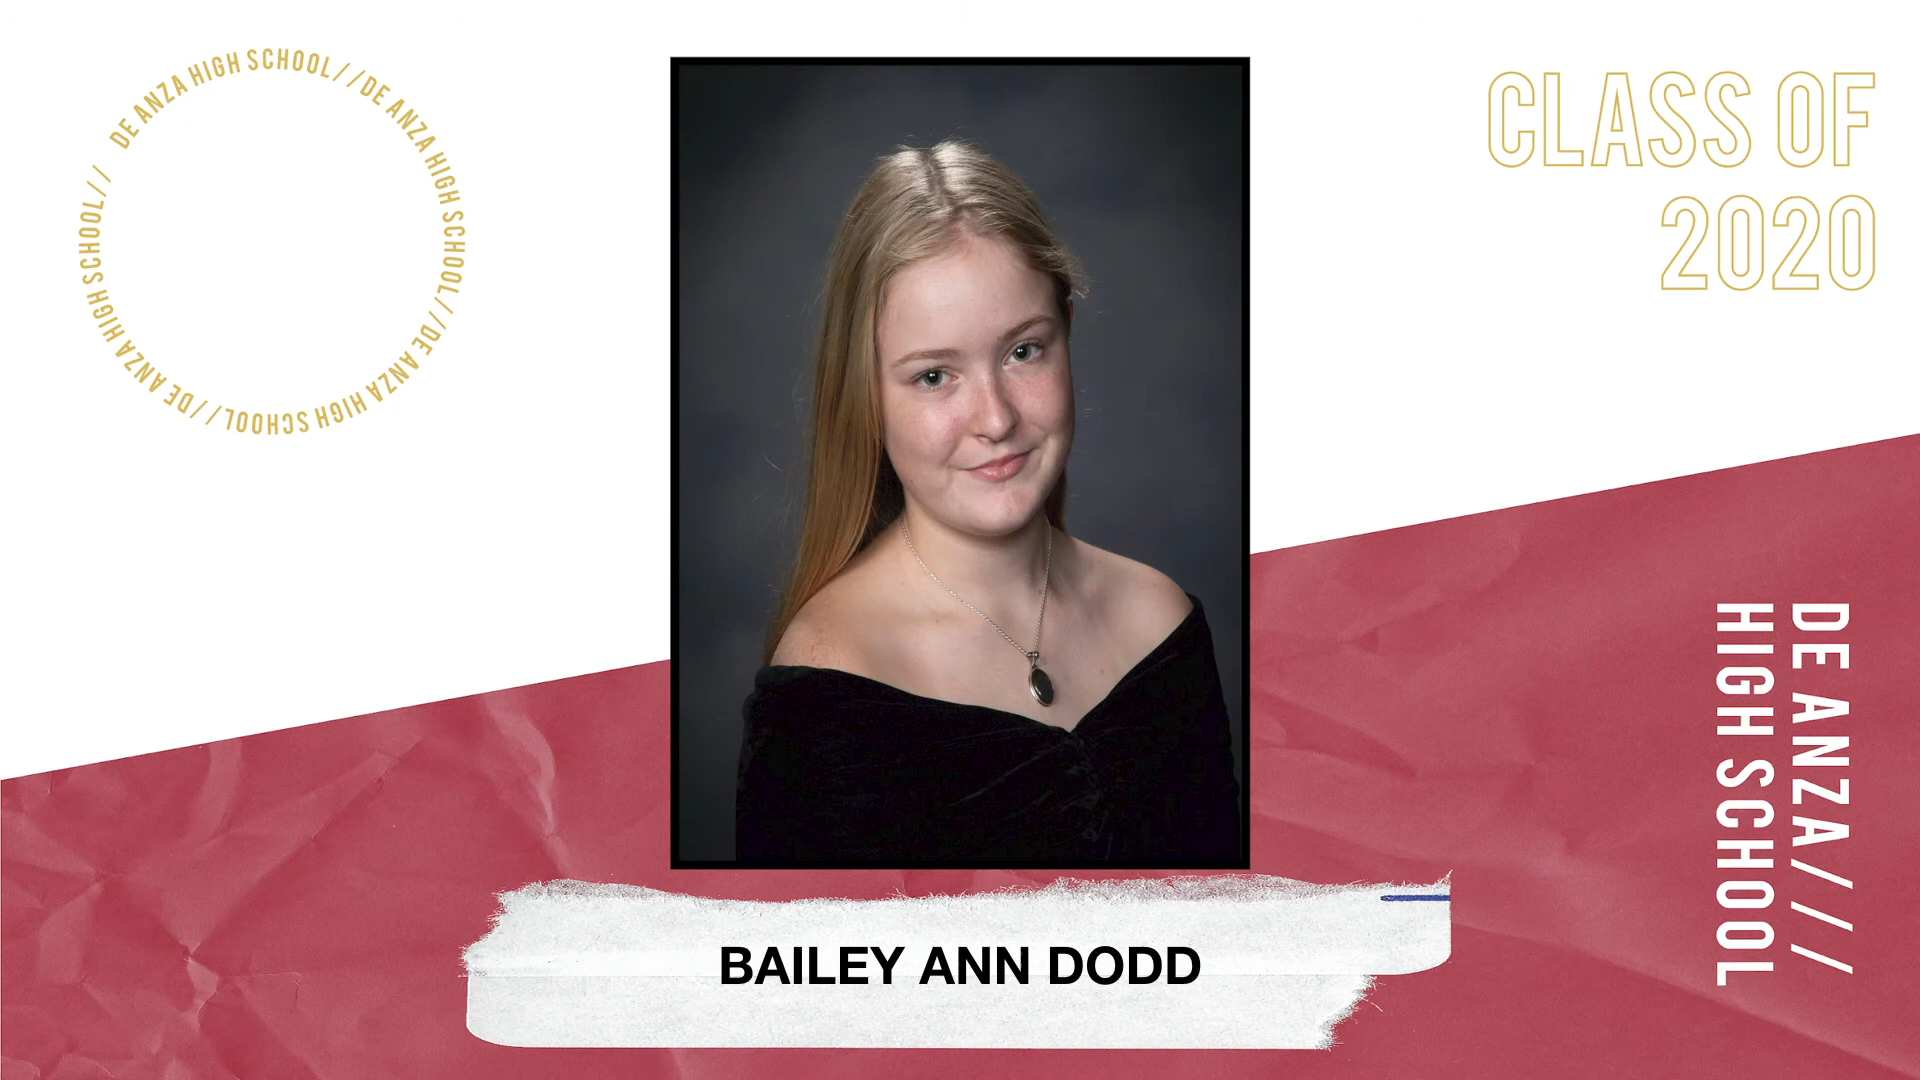 DE ANZA HIGH SCHOOL//DE ANZA HIGH SCHOOL//DE ANZA HIGH SCHOOL//DE ANZA HIGH SCHOOL//
CLASS OF
2020
DE ANZA///
HIGH SCHOOL
BAILEY ANN DODD